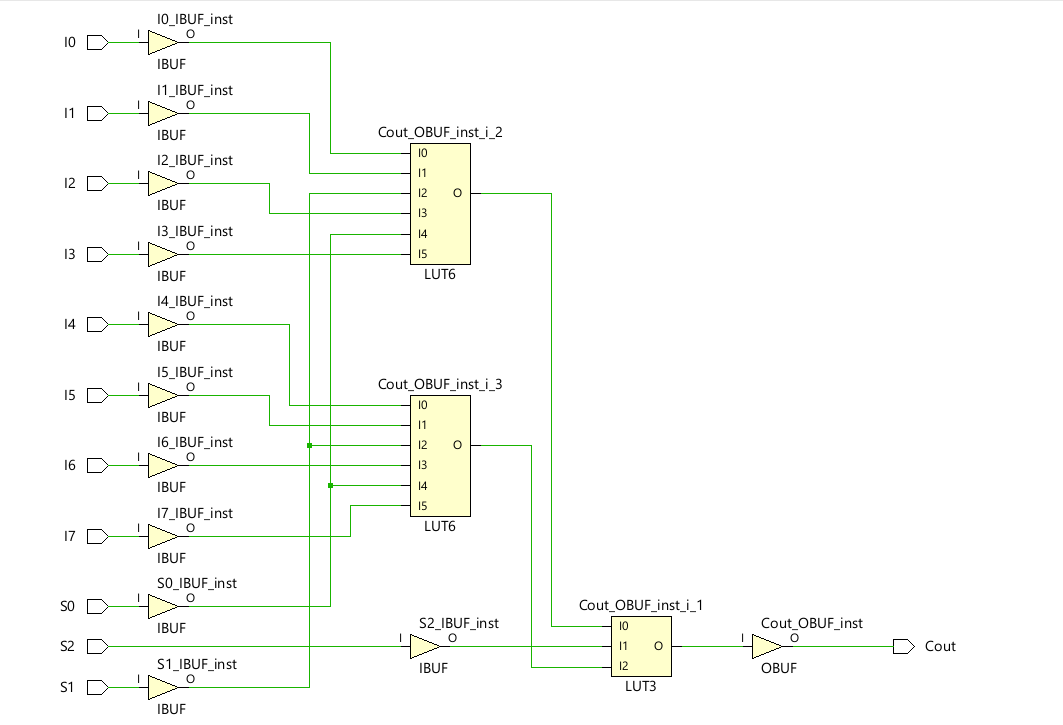 I0_IBUF_inst
I0 I O
IBUF
I1_IBUF_inst
I1 I O
IBUF
Cout_OBUF_inst_i_2
I2_IBUF_inst
I2 I O
IBUF
I0
I1
I2 O
I3
I4
I5
LUT6
I3_IBUF_inst
I3 I O
IBUF
I4_IBUF_inst
I4 I O
IBUF
I5_IBUF_inst
I5 I O
IBUF
Cout_OBUF_inst_i_3
I0
I1
I2 O
I3
I4
I5
LUT6
I6_IBUF_inst
I6 I O
IBUF
I7_IBUF_inst
I7 I O
IBUF
S0_IBUF_inst
S0 I O
IBUF
S2_IBUF_inst
S2 I O
IBUF
S1_IBUF_inst
S1 I O
IBUF
Cout_OBUF_inst_i_1
I0
I1 O
I2
LUT3
Cout_OBUF_inst
I O Cout
OBUF